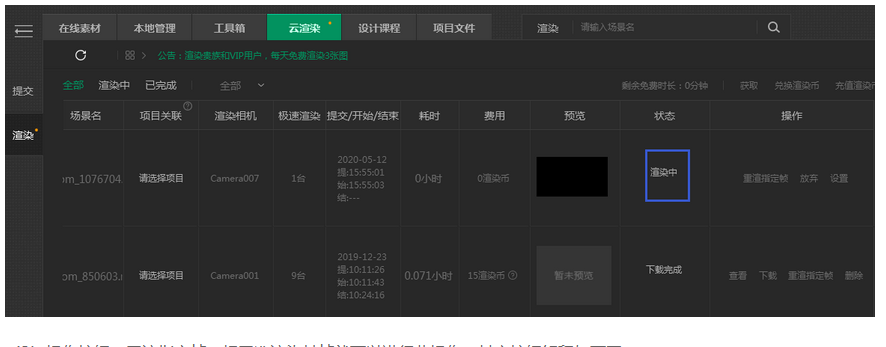 在线素材 本地管理 工具箱 云渲染 设计课程 项目文件 渲染 请输入场景名
公告：渲染贵族和VIP用户，每天免费渲染3张图
全部 渲染中 已完成 全部 剩余免费时长：0分钟 获取 兑换渲染币 充值渲染币
提交
渲染
场景名 项目关联 渲染相机 极速渲染 提交/开始/结束 耗时 费用 预览 状态 操作
om_1076704. 请选择项目 Camera007 1台 0小时 0渲染币 渲染中 重渲指定帧 放弃 设置
2020-05-12
提:15:55:01
始:15:55:03
结:---
om_850603. 请选择项目 Camera001 9台 0.071小时 15渲染币 暂未预览 下载完成 查看 下载 重渲指定帧 删除
2019-12-23
提:10:11:26
始:10:11:43
结:10:24:16